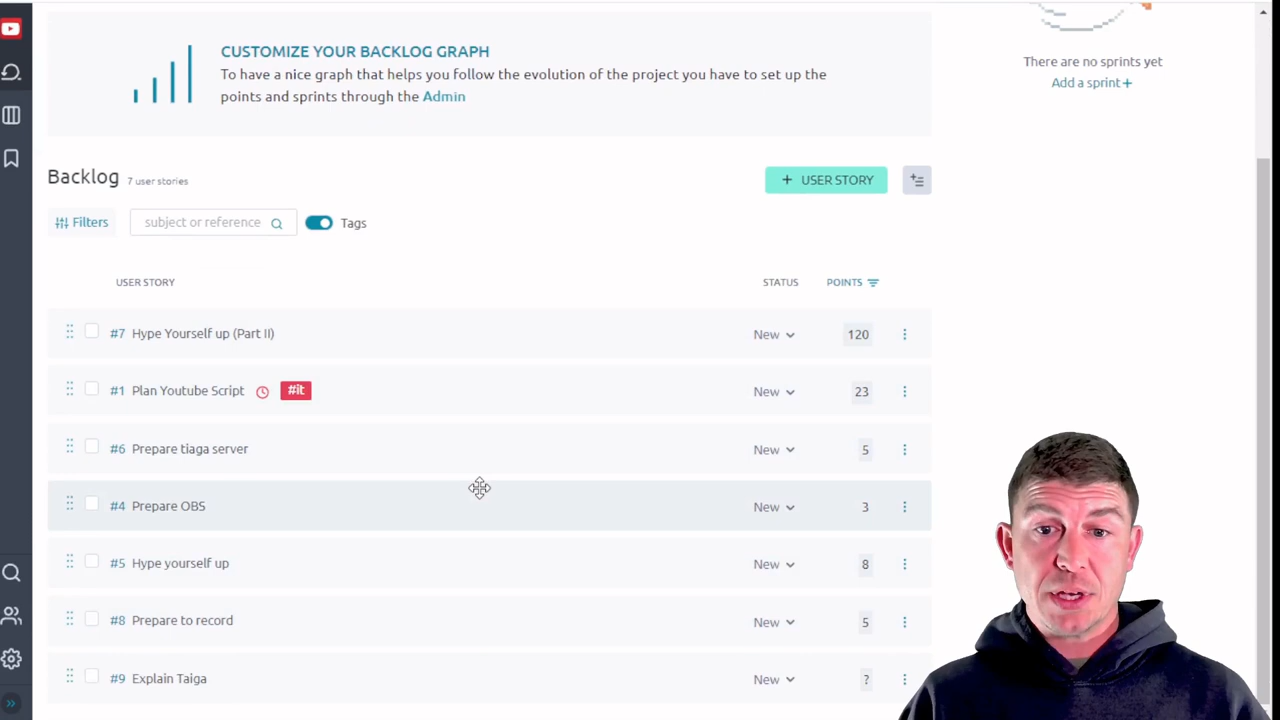 CUSTOMIZE YOUR BACKLOG GRAPH
To have a nice graph that helps you follow the evolution of the project you have to set up the
points and sprints through the Admin
There are no sprints yet
Add a sprint+
Backlog 7 user stories
+ USER STORY
Filters
subject or reference
Tags
USER STORY STATUS POINTS
#7 Hype Yourself up (Part II) New 120
#1 Plan Youtube Script #it New 23
#6 Prepare tiaga server New 5
#4 Prepare OBS New 3
#5 Hype yourself up New 8
#8 Prepare to record New 5
#9 Explain Taiga New ?